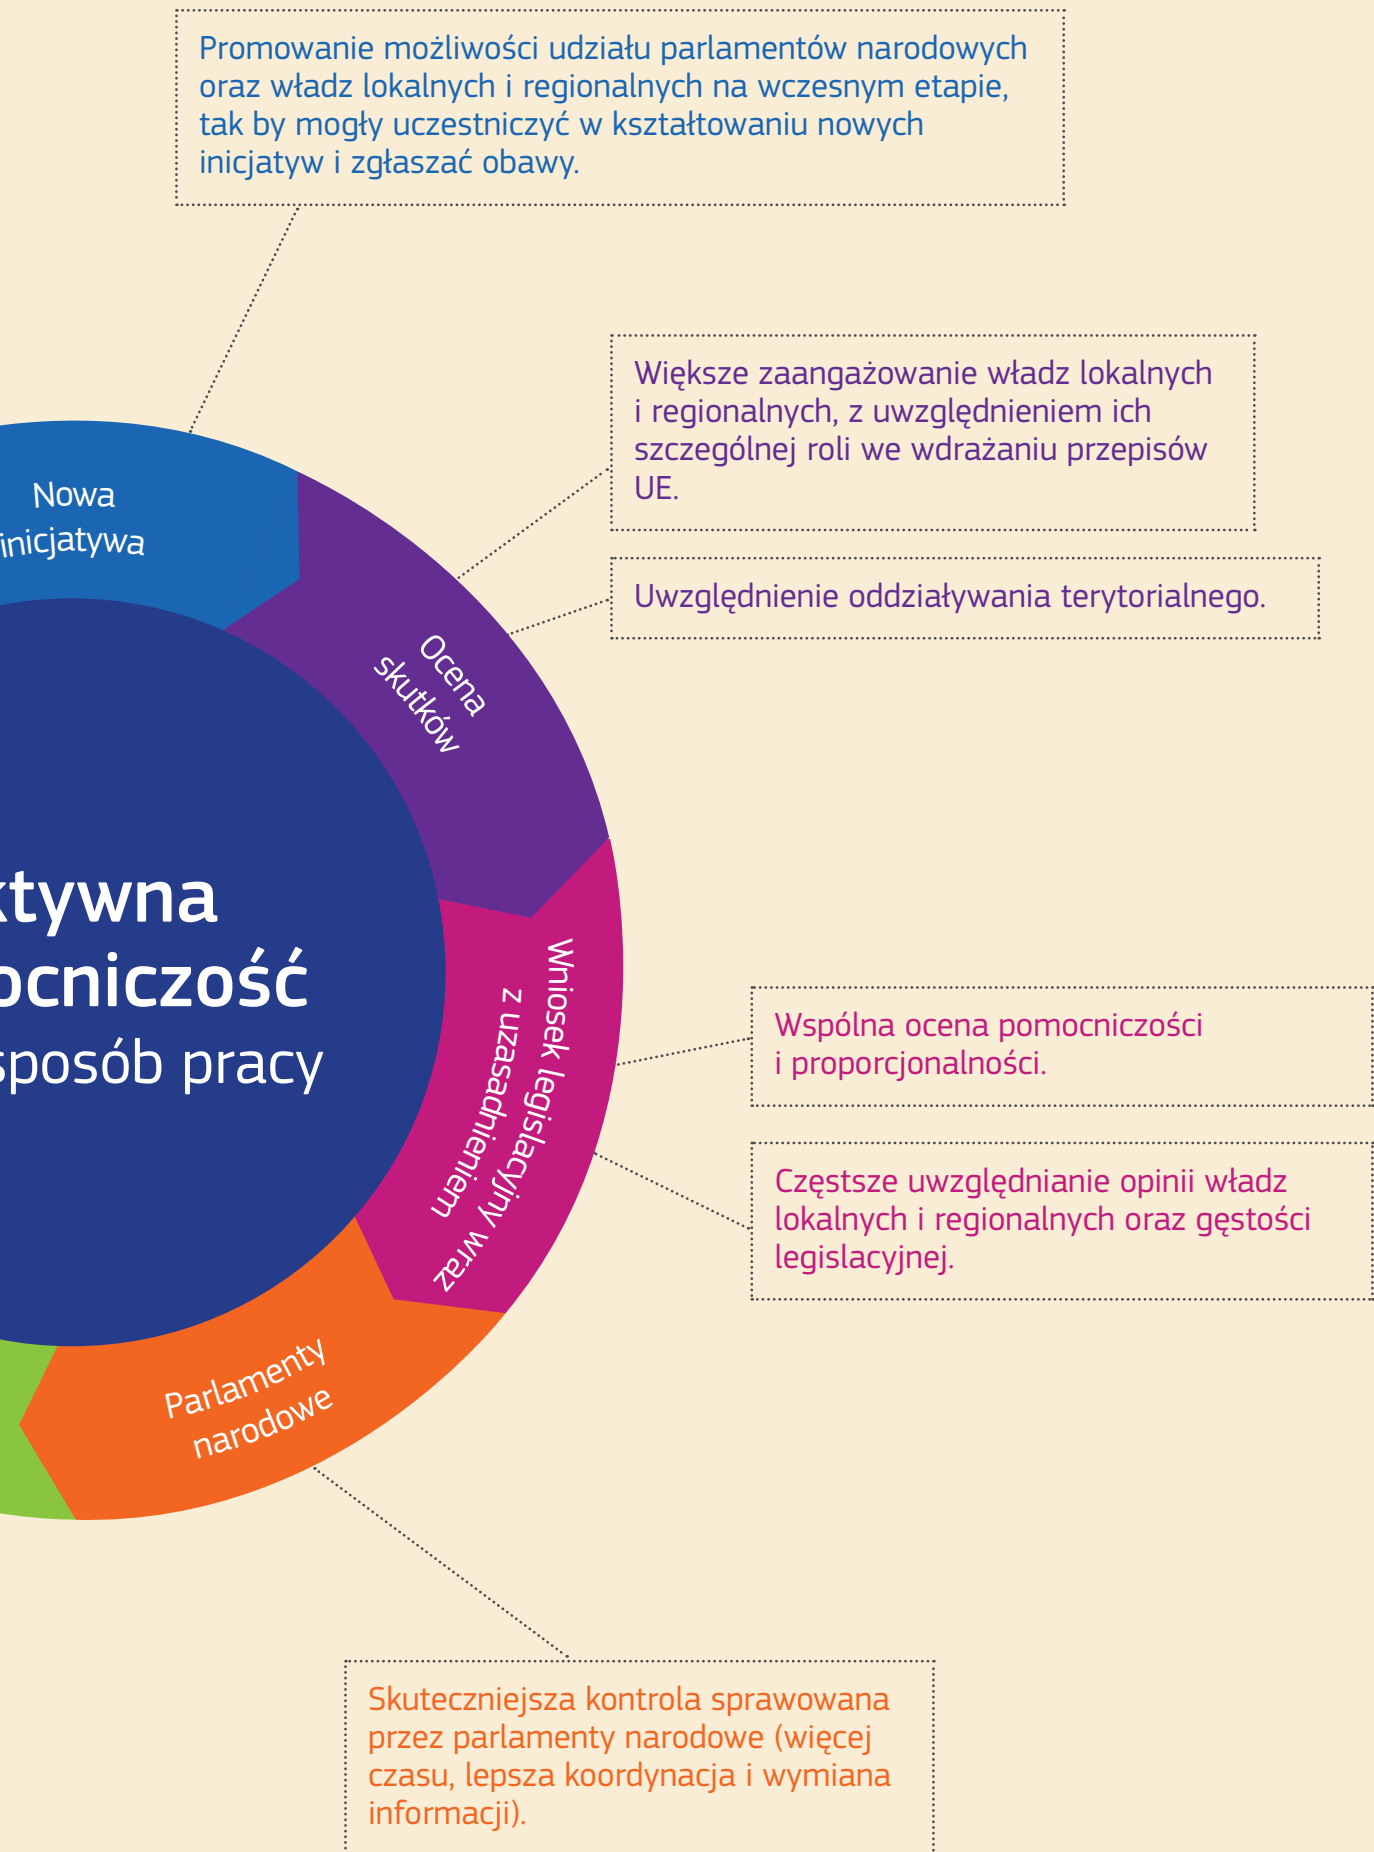 Promowanie możliwości udziału parlamentów narodowych
oraz władz lokalnych i regionalnych na wczesnym etapie,
tak by mogły uczestniczyć w kształtowaniu nowych
inicjatyw i zgłaszać obawy.
Większe zaangażowanie władz lokalnych
i regionalnych, z uwzględnieniem ich
szczególnej roli we wdrażaniu przepisów
UE.
Nowa
inicjatywa
Uwzględnienie oddziaływania terytorialnego.
Ocena
skutków
ktywna
ocniczość
sposób pracy
Wniosek legislacyjny wraz
z uzasadnieniem
Wspólna ocena pomocniczości
i proporcjonalności.
Częstsze uwzględnianie opinii władz
lokalnych i regionalnych oraz gęstości
legislacyjnej.
Parlamenty
narodowe
Skuteczniejsza kontrola sprawowana
przez parlamenty narodowe (więcej
czasu, lepsza koordynacja i wymiana
informacji).